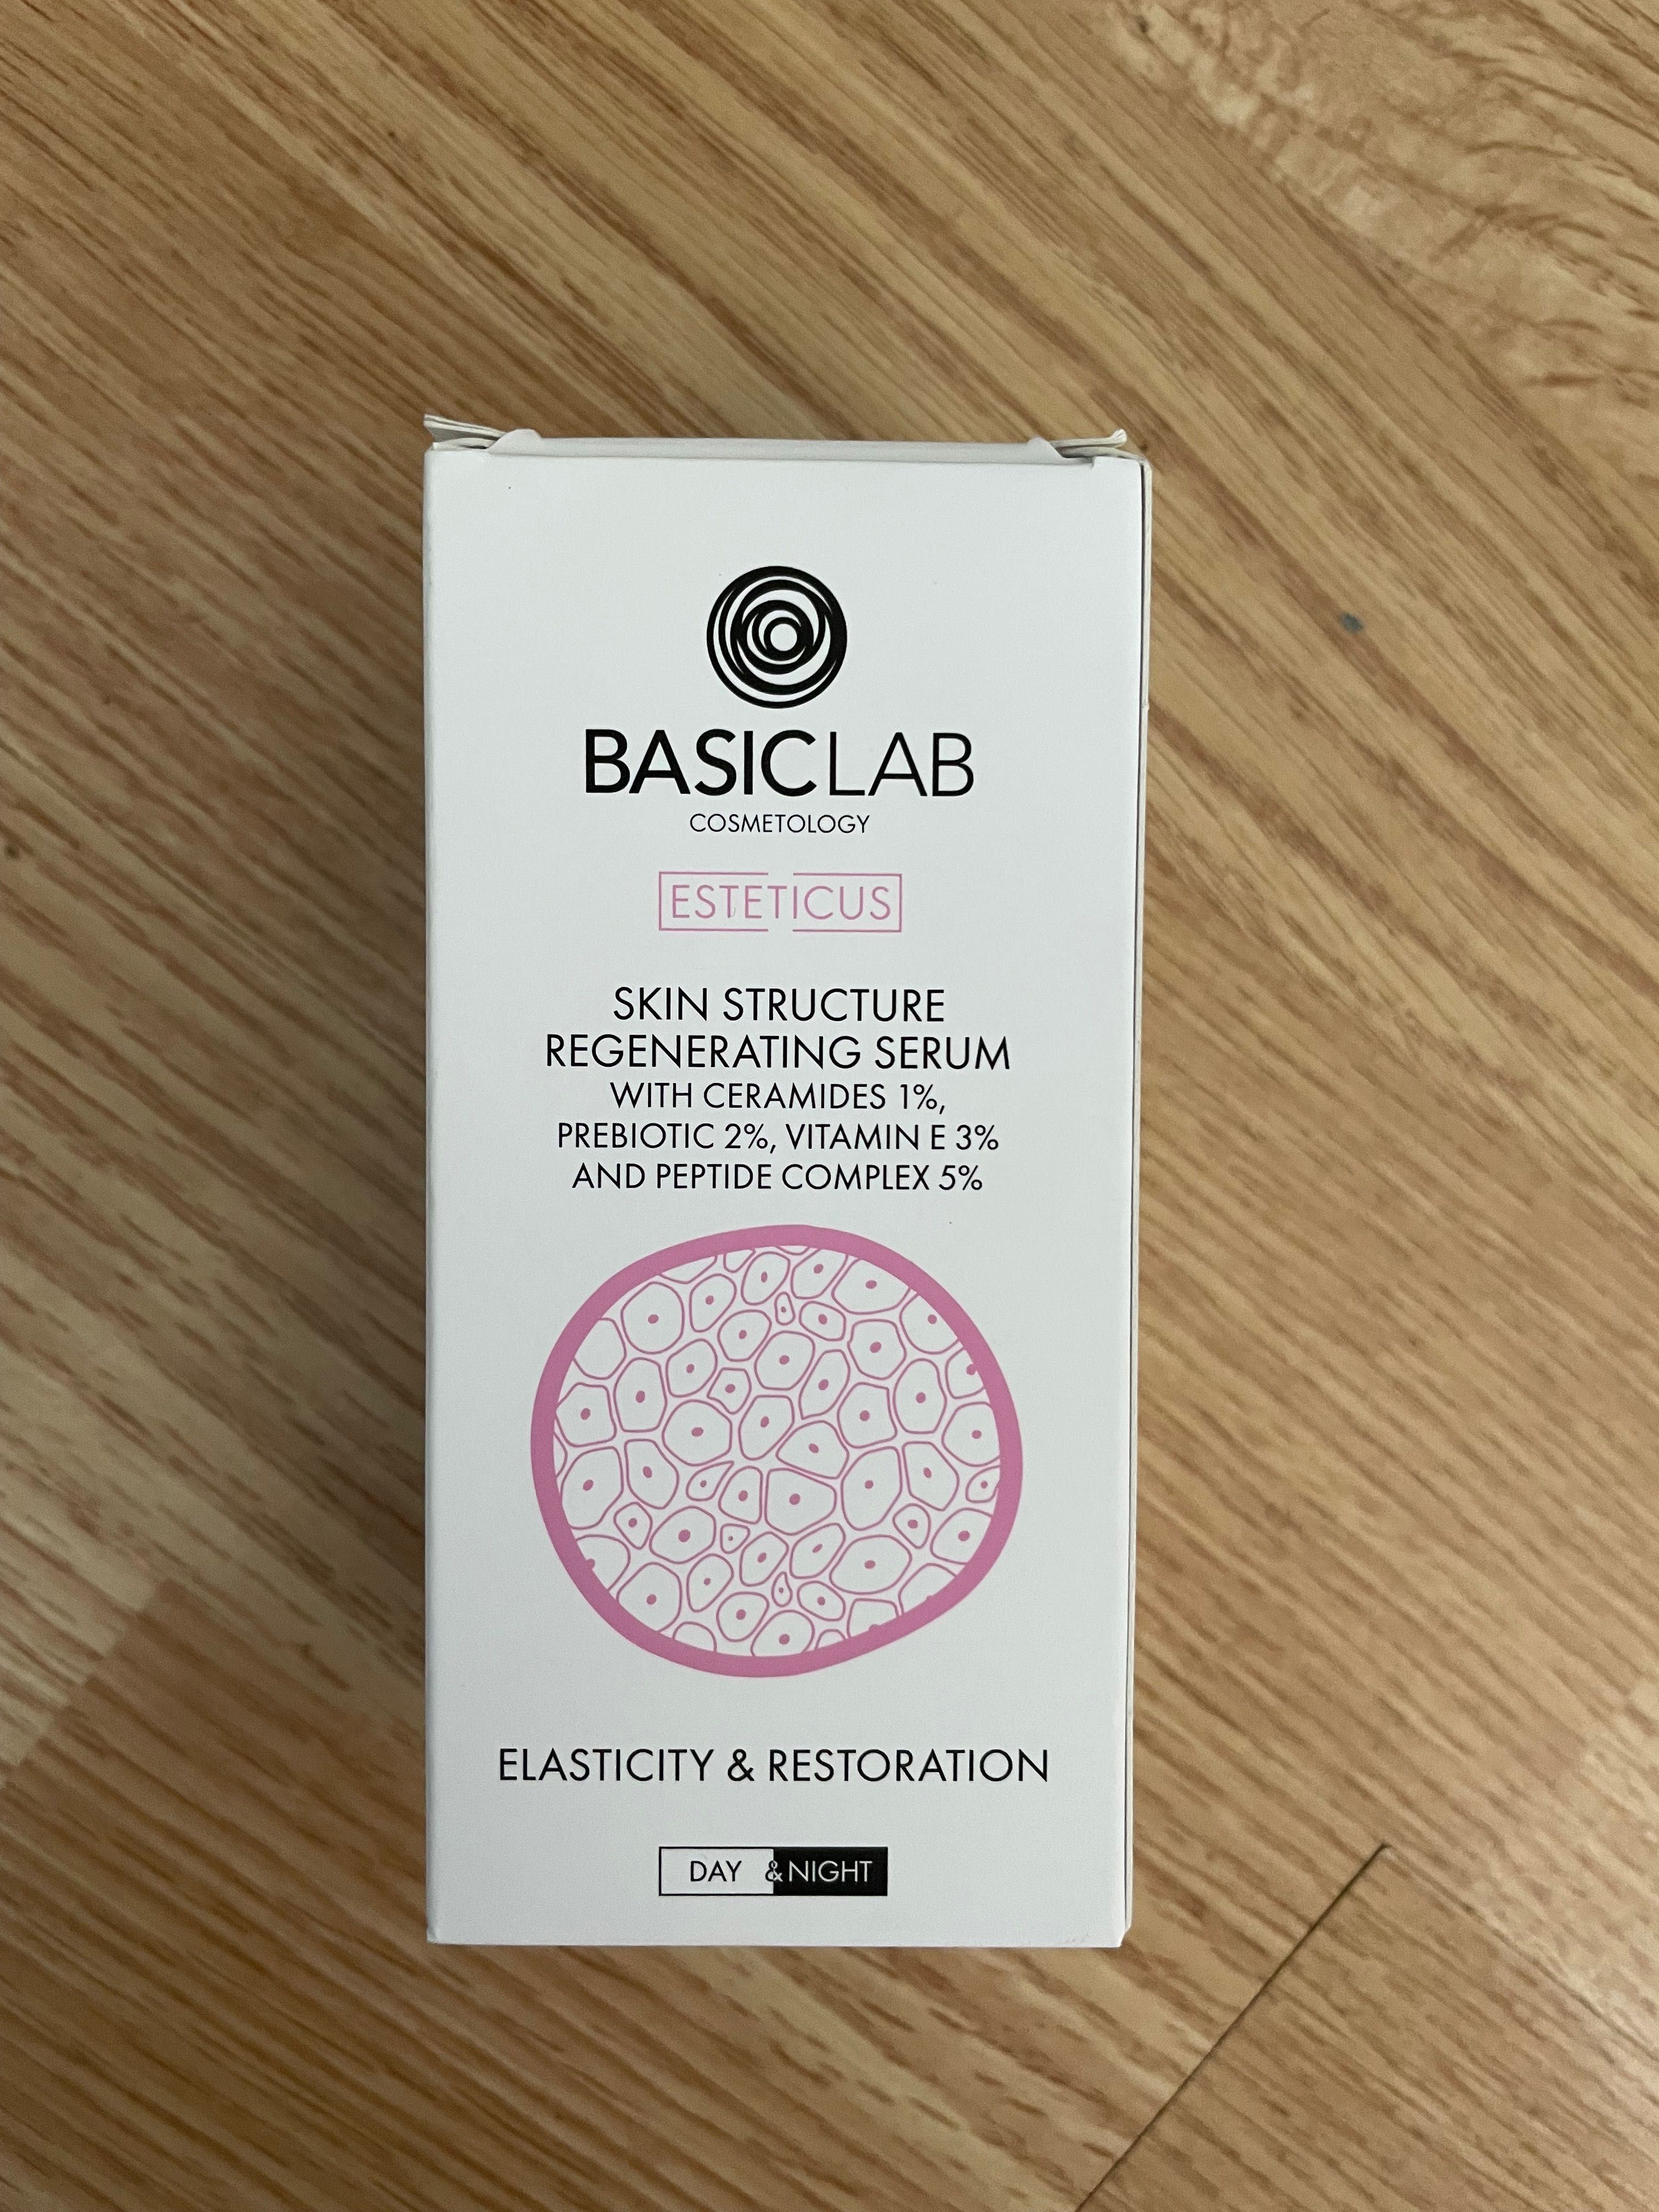 BASICLAB
COSMETOLOGY
ESTETICUS
SKIN STRUCTURE
REGENERATING SERUM
WITH CERAMIDES 1%,
PREBIOTIC 2%, VITAMIN E 3%
AND PEPTIDE COMPLEX 5%
ELASTICITY & RESTORATION
DAY & NIGHT